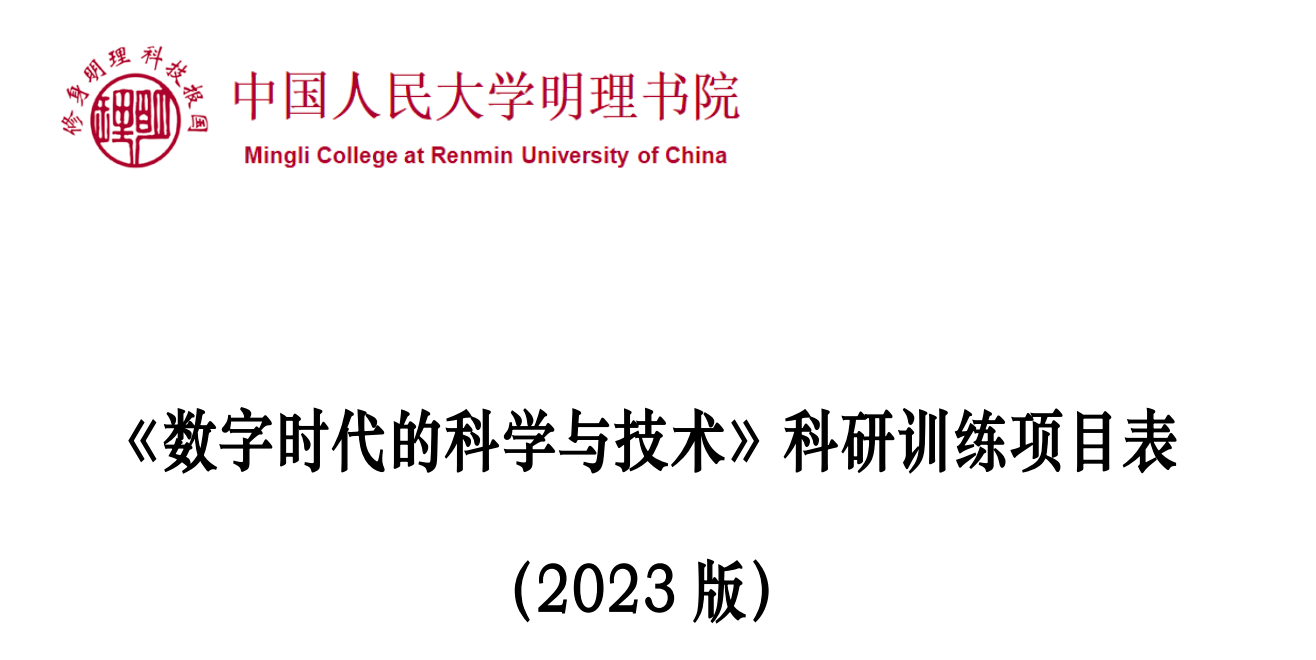 修身明理 科技报国
明理
中国人民大学明理书院
Mingli College at Renmin University of China
《数字时代的科学与技术》科研训练项目表
（2023 版）